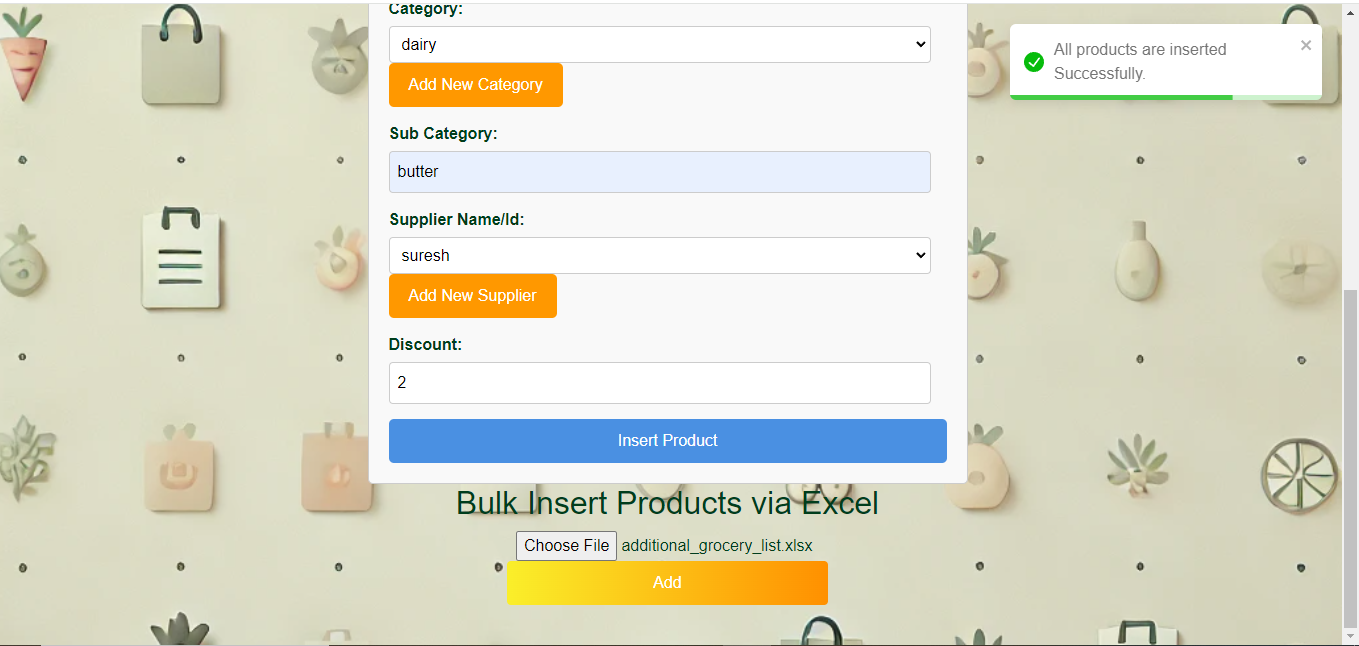 Category:
dairy
Add New Category
Sub Category:
butter
Supplier Name/Id:
suresh
Add New Supplier
Discount:
2
Insert Product
Bulk Insert Products via Excel
Choose File additional_grocery_list.xlsx
Add
All products are inserted
Successfully.